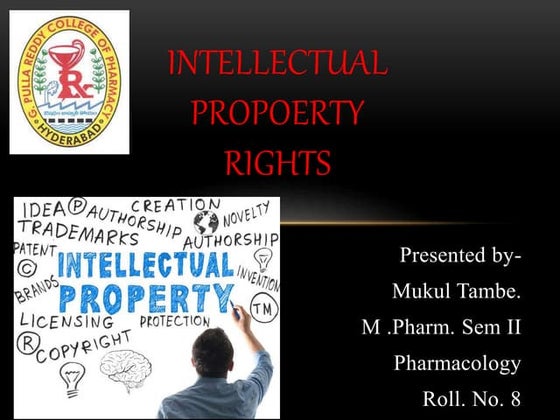 G. PULLA REDDY COLLEGE OF PHARMACY
Rx
HYDERABAD
INTELLECTUAL
PROPOERTY
RIGHTS
IDEA P AUTHORSHIP CREATION NOVELTY
TRADEMARKS AUTHORSHIP
PATENT © INTELLECTUAL INVENTION
BRANDS PROPERTY TM
LICENSING PROTECTION
® COPYRIGHT
Presented by-
Mukul Tambe.
M .Pharm. Sem II
Pharmacology
Roll. No. 8